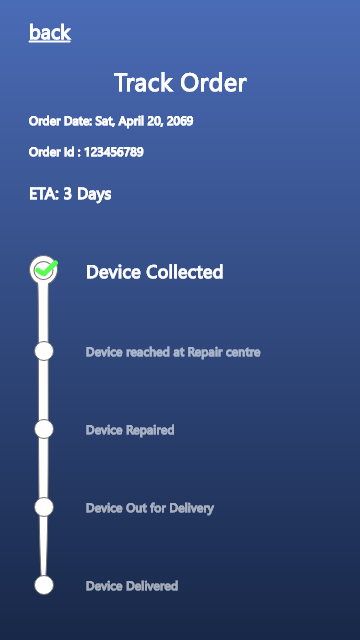 back
Track Order
Order Date: Sat, April 20, 2069
Order Id : 123456789
ETA: 3 Days
Device Collected
Device reached at Repair centre
Device Repaired
Device Out for Delivery
Device Delivered